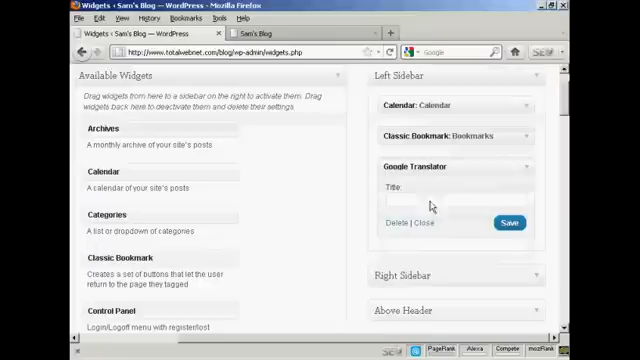 Widgets ‹ Sam's Blog — WordPress - Mozilla Firefox
File Edit View History Bookmarks Tools Help
Widgets ‹ Sam's Blog — WordPress
Sam's Blog
http://www.totalwebnet.com/blog/wp-admin/widgets.php
Google
Available Widgets
Drag widgets from here to a sidebar on the right to activate them. Drag
widgets back here to deactivate them and delete their settings.
Archives
A monthly archive of your site's posts
Calendar
A calendar of your site's posts
Categories
A list or dropdown of categories
Classic Bookmark
Creates a set of buttons that let the user
return to the page they tagged
Control Panel
Login/Logoff menu with register/lost
Left Sidebar
Calendar: Calendar
Classic Bookmark: Bookmarks
Google Translator
Title:
Delete | Close
Save
Right Sidebar
Above Header
PageRank
Alexa
Compete
mozRank